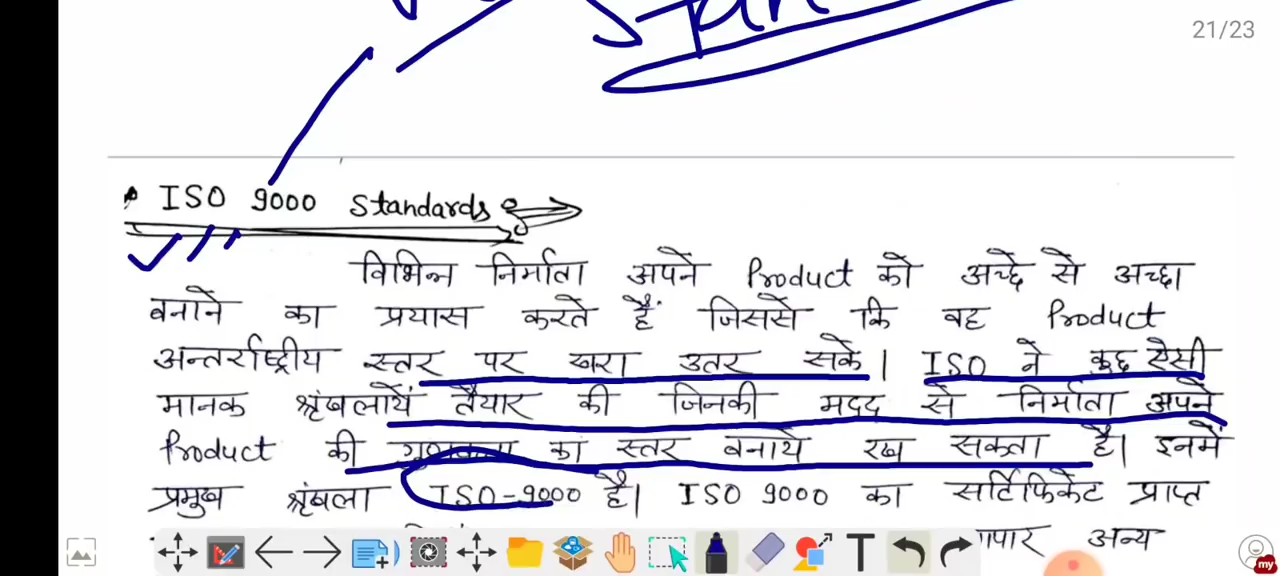 Stan
21/23
ISO 9000 Standards
विभिन्न निर्माता अपने Product को अच्छे से अच्छा
बनाने का प्रयास करते हैं जिससे कि वह Product
अन्तर्राष्ट्रीय स्तर पर खरा उतर सके। ISO ने कुछ ऐसी
मानक श्रृंखलायें तैयार की जिनकी मदद से निर्माता अपने
Product की गुणवत्ता का स्तर बनाये रख सकता है। इनमें
प्रमुख श्रृंखला ISO-9000 है। ISO 9000 का सर्टिफिकेट प्राप्त
अन्य
T
my